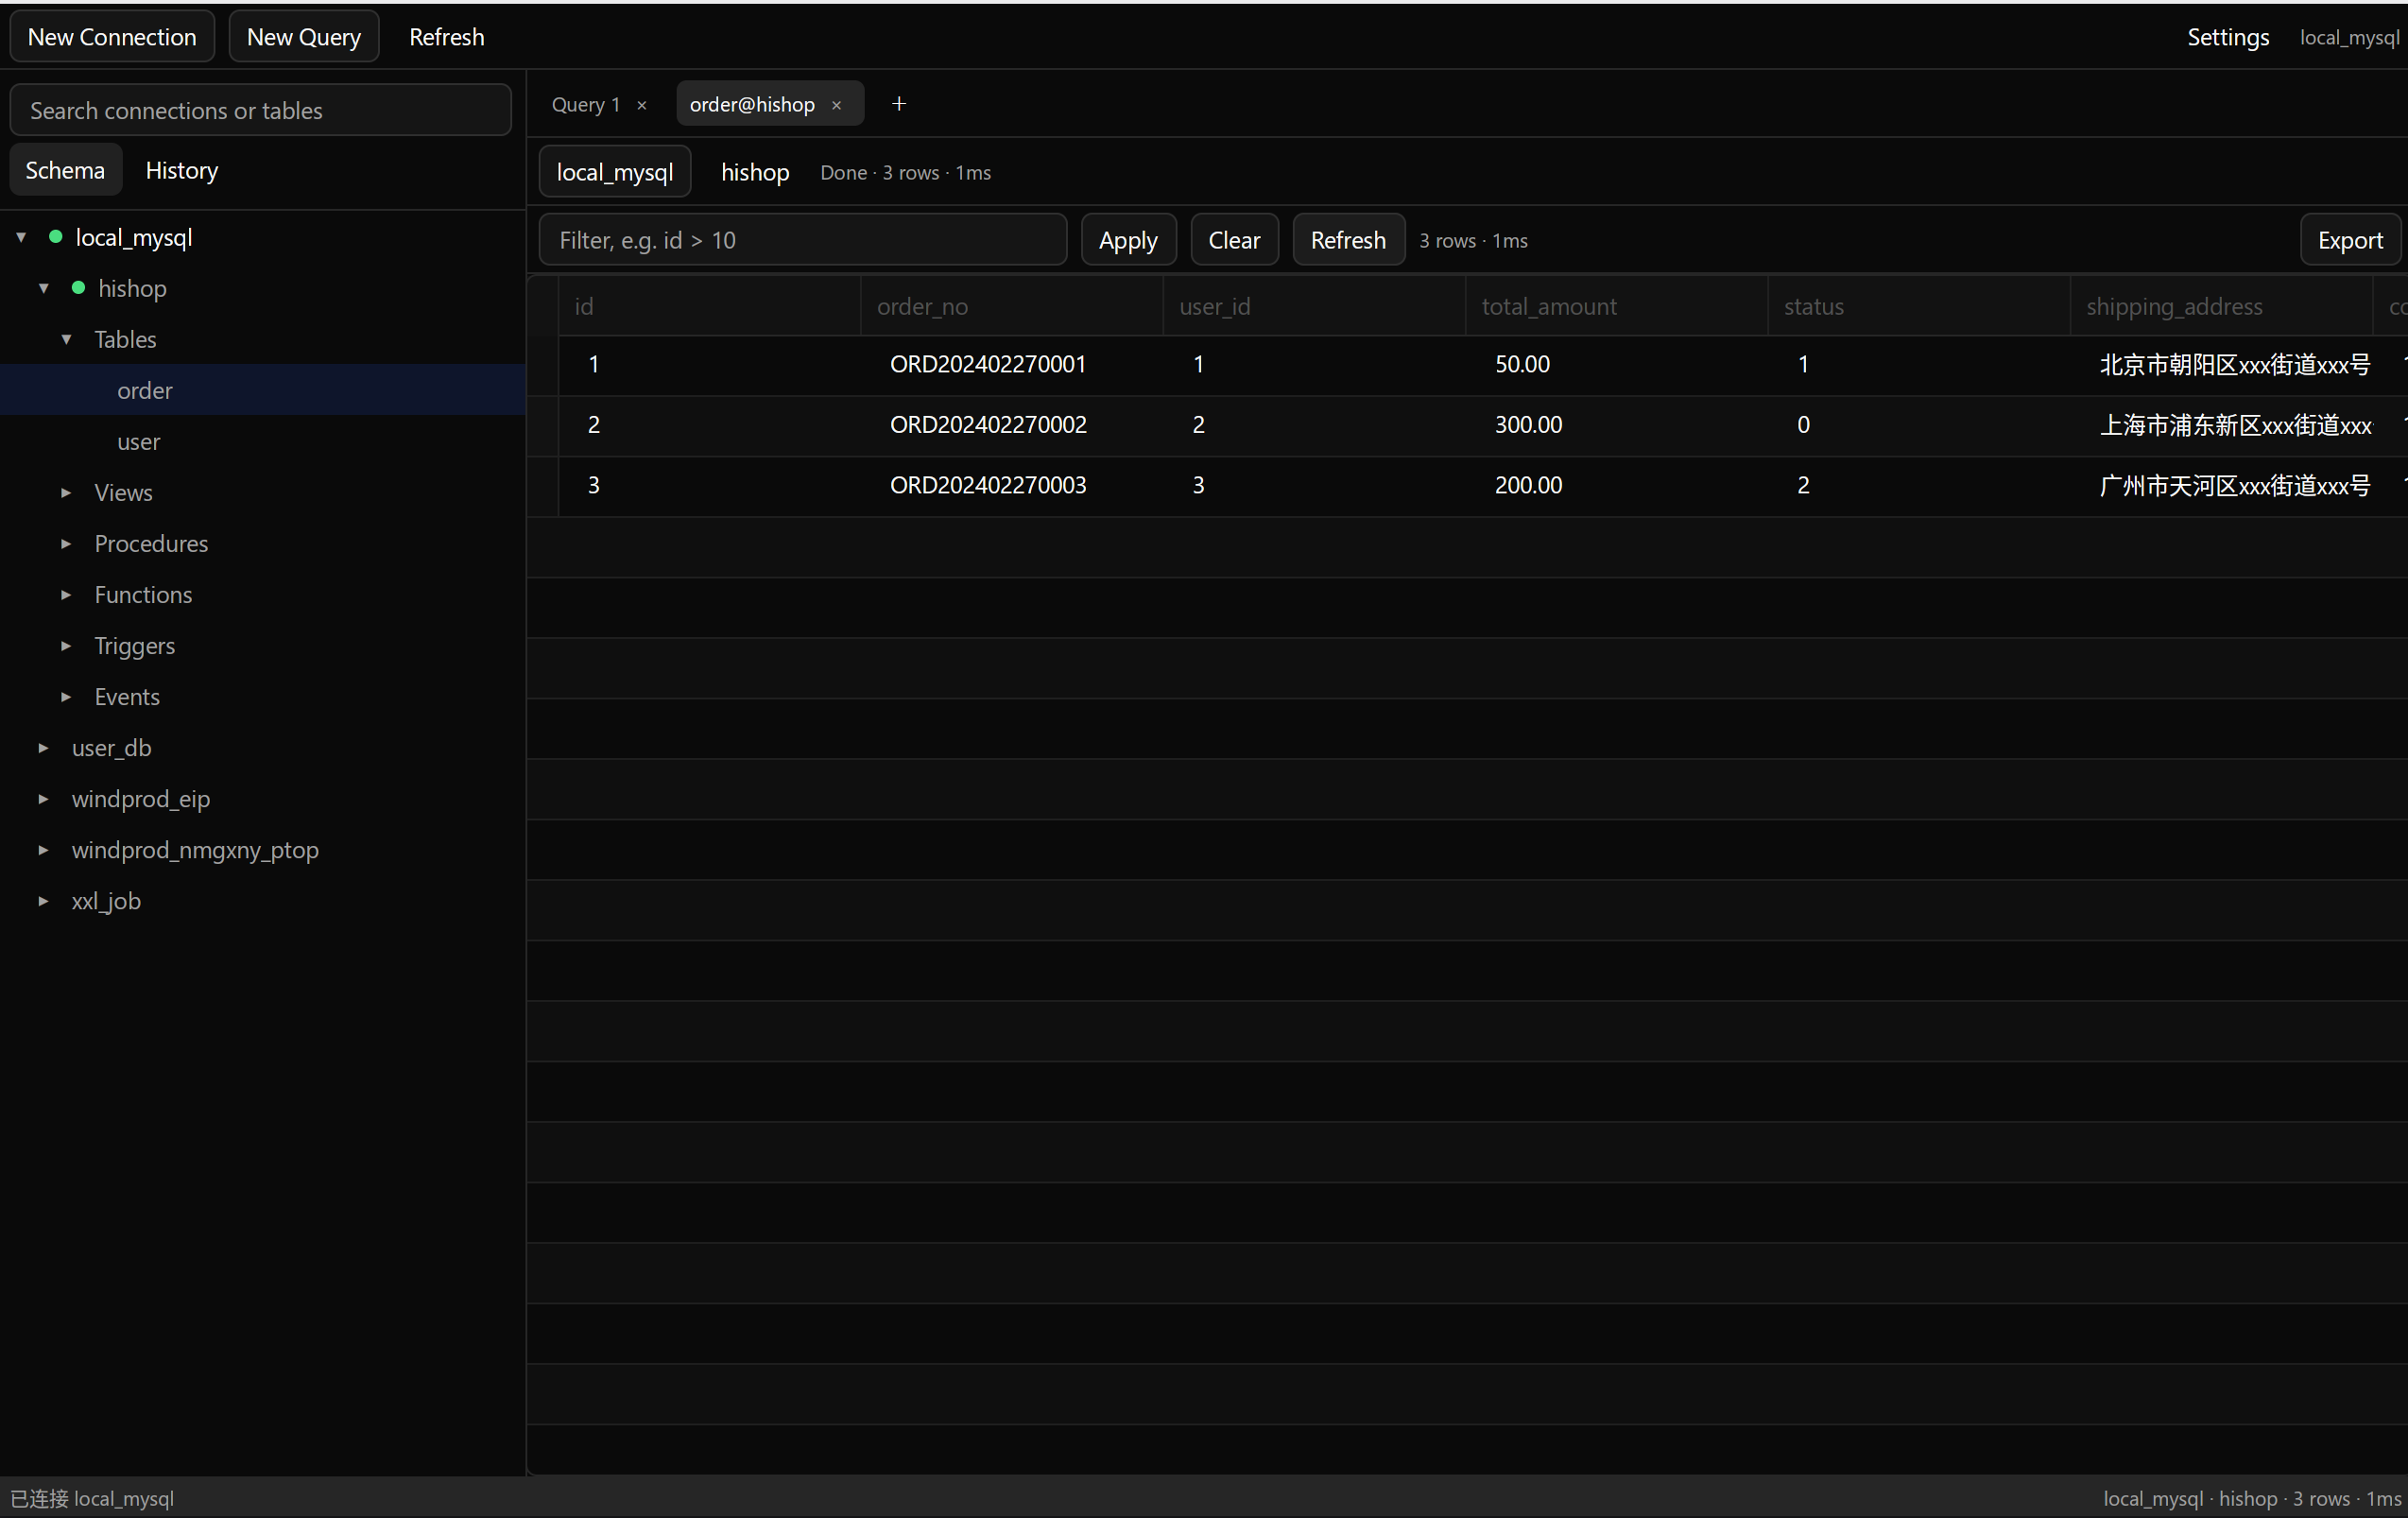 New Connection New Query Refresh Settings local_mysql
Search connections or tables
Schema History
local_mysql
hishop
Tables
order
user
Views
Procedures
Functions
Triggers
Events
user_db
windprod_eip
windprod_nmgxny_ptop
xxl_job
Query 1 × order@hishop × +
local_mysql hishop Done · 3 rows · 1ms
Filter, e.g. id > 10 Apply Clear Refresh 3 rows · 1ms Export
id order_no user_id total_amount status shipping_address
1 ORD202402270001 1 50.00 1 北京市朝阳区xxx街道xxx号
2 ORD202402270002 2 300.00 0 上海市浦东新区xxx街道xxx
3 ORD202402270003 3 200.00 2 广州市天河区xxx街道xxx号
已连接 local_mysql local_mysql · hishop · 3 rows · 1ms